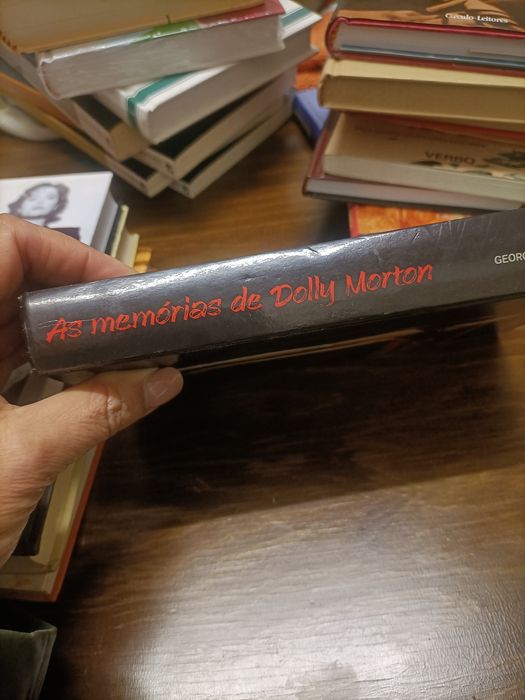 Círculo-Leitores
VERBO
As memórias de Dolly Morton
GEORG